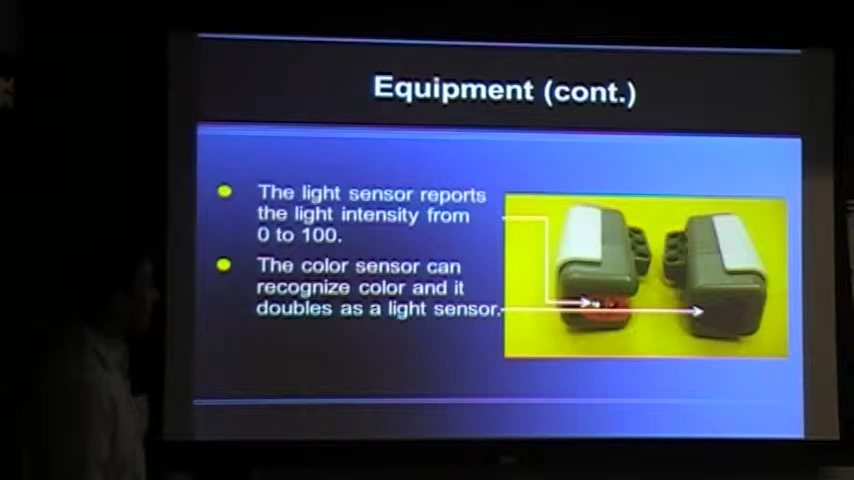 Equipment (cont.)
The light sensor reports
the light intensity from
0 to 100.
The color sensor can
recognize color and it
doubles as a light sensor.